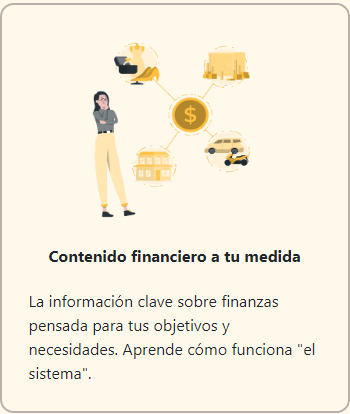 $
Contenido financiero a tu medida
La información clave sobre finanzas
pensada para tus objetivos y
necesidades. Aprende cómo funciona "el
sistema".